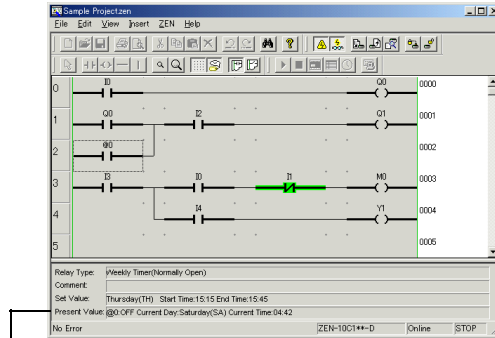 Sample Project.zen
File Edit View Insert ZEN Help
0 I0 Q0 0000
1 Q0 I2 Q1 0001
2 @0 0002
3 I3 I0 I1 M0 0003
4 I4 Y1 0004
5 0005
Relay Type: Weekly Timer(Normally Open)
Comment:
Set Value: Thursday(TH) Start Time:15:15 End Time:15:45
Present Value: @0:OFF Current Day:Saturday(SA) Current Time:04:42
No Error ZEN-10C1**-D Online STOP